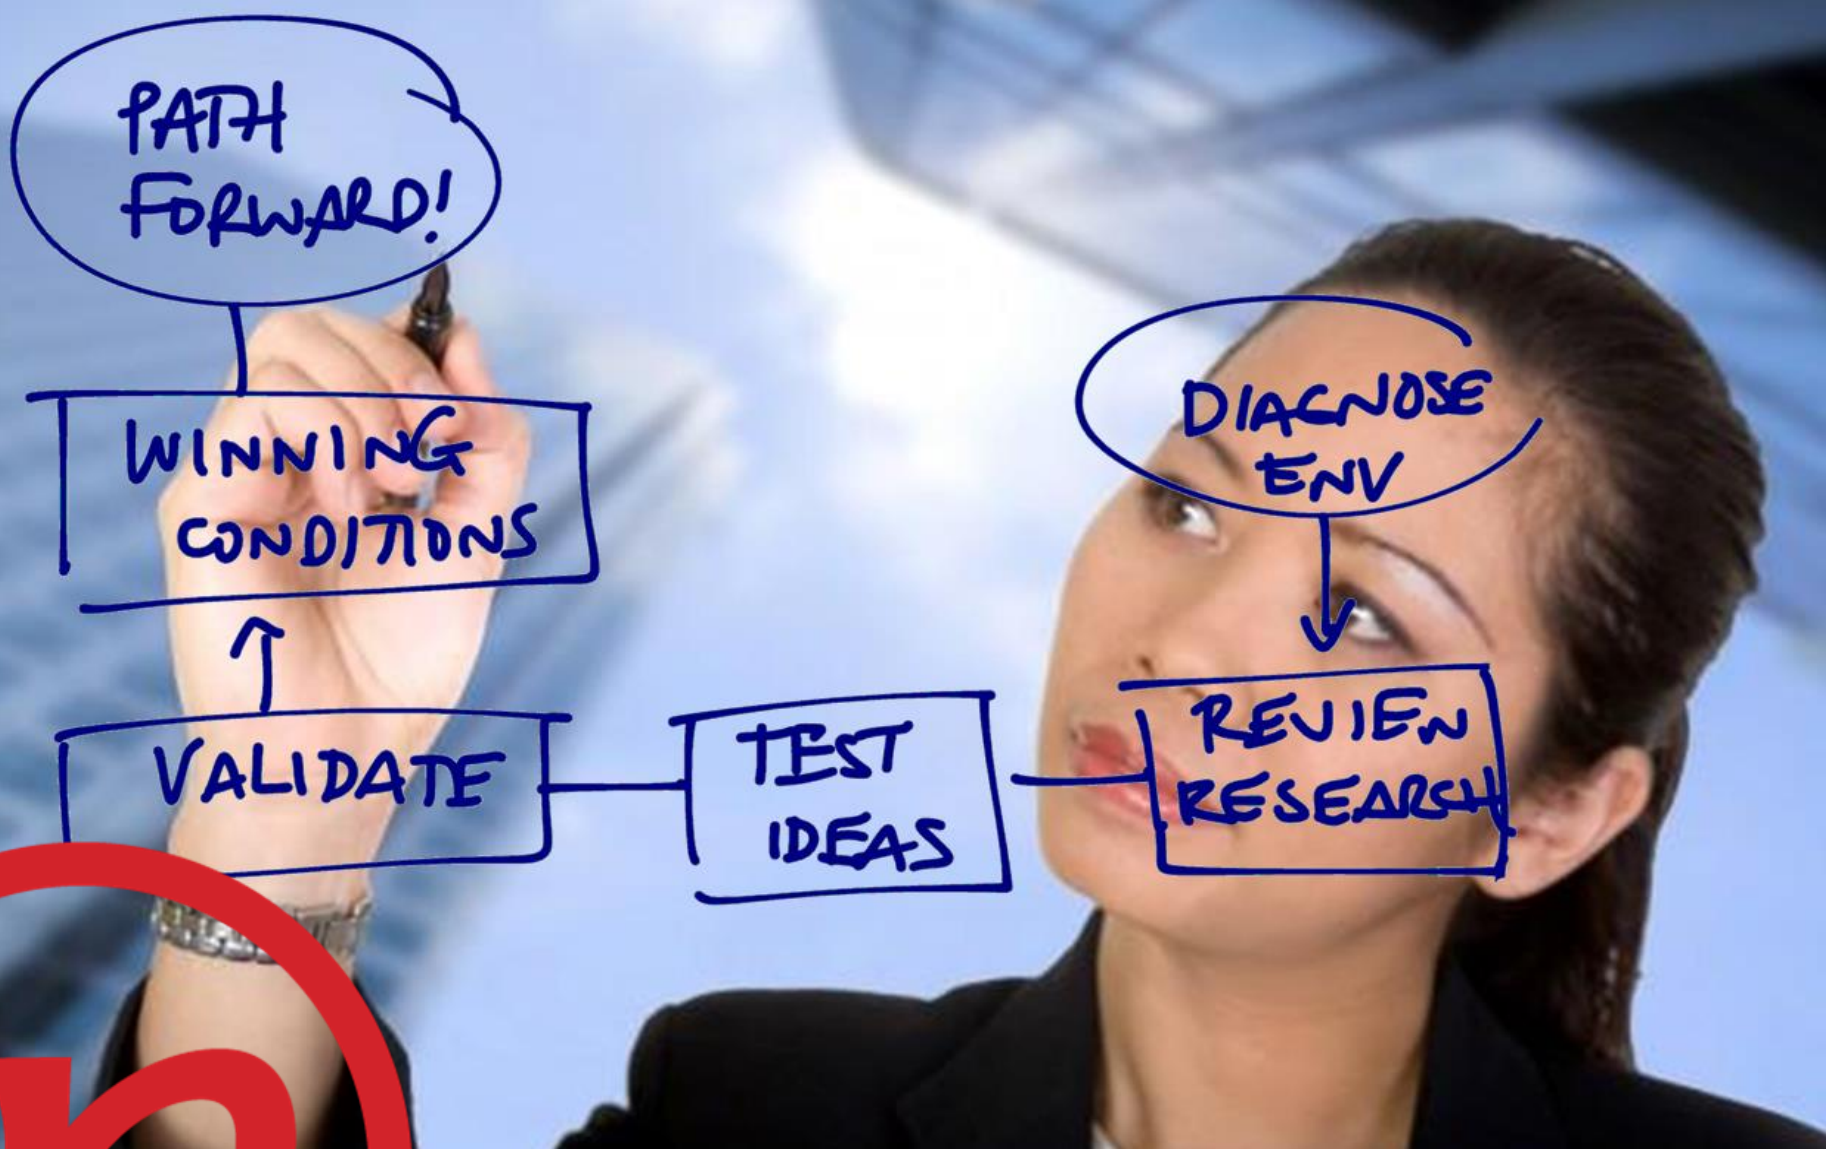 PATH
FORWARD!
WINNING
CONDITIONS
VALIDATE
TEST
IDEAS
DIAGNOSE
ENV
REVIEW
RESEARCH
n